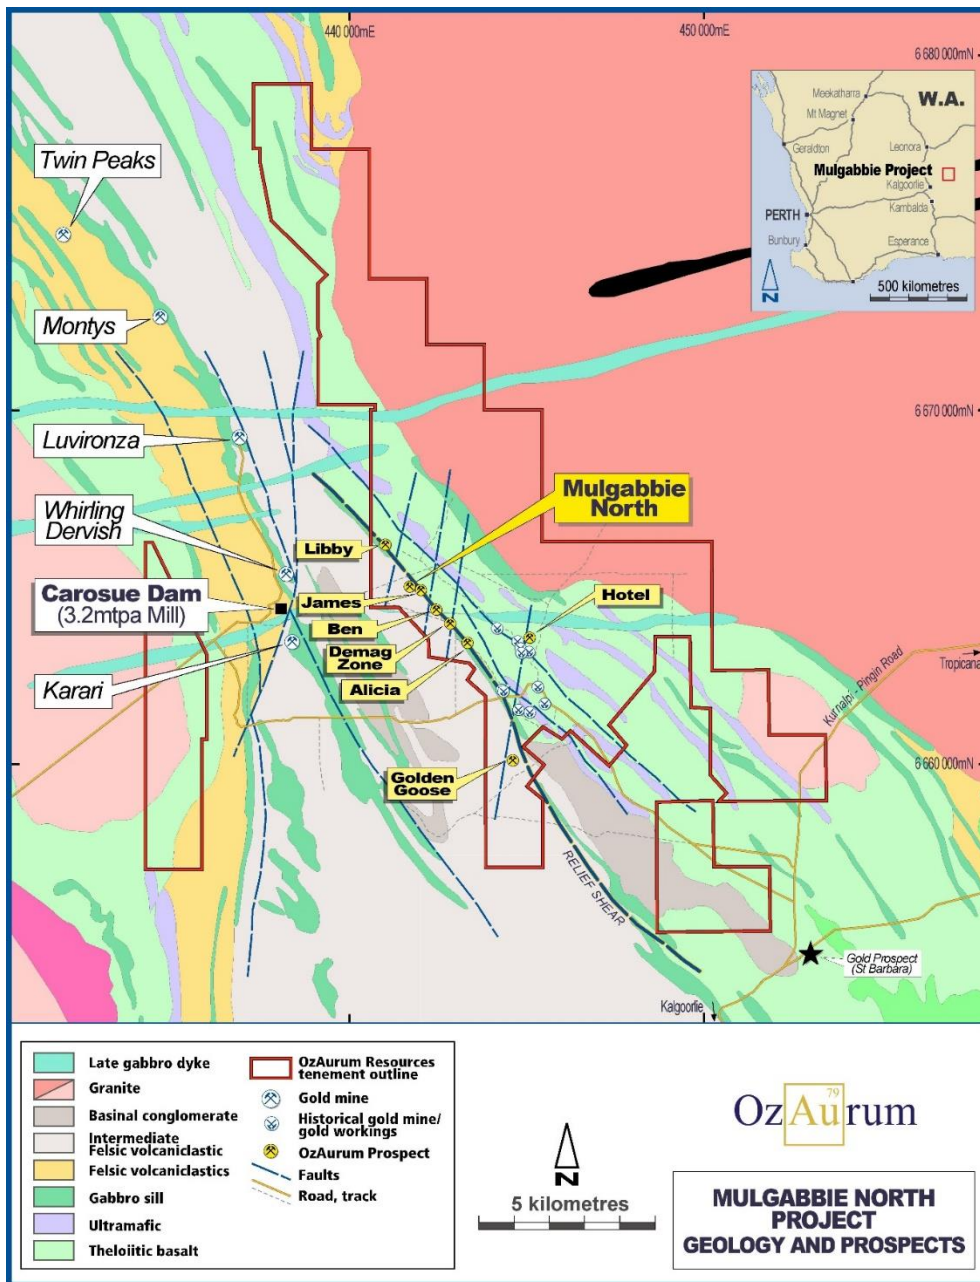 440 000mE
450 000mE
6 680 000mN
Meekatharra
W.A.
Mt Magnet
Geraldton
Leonora
Mulgabbie Project
Kalgoorlie
PERTH
Kambalda
Bunbury
Esperance
N
500 kilometres
Twin Peaks
Montys
6 670 000mN
Luvironza
Mulgabbie
North
Whirling
Dervish
Libby
Carosue Dam
(3.2mtpa Mill)
James
Hotel
Ben
Demag
Zone
Karari
Alicia
Tropicana
Kurnalpi - Pingin Road
6 660 000mN
Golden
Goose
RELIEF SHEAR
Gold Prospect
(St Barbara)
Kalgoorlie
Late gabbro dyke
Granite
Basinal conglomerate
Intermediate
Felsic volcaniclastic
Felsic volcaniclastics
Gabbro sill
Ultramafic
Theloiitic basalt
OzAurum Resources
tenement outline
Gold mine
Historical gold mine/
gold workings
OzAurum Prospect
Faults
Road, track
N
5 kilometres
79
OzAurum
MULGABBIE NORTH
PROJECT
GEOLOGY AND PROSPECTS